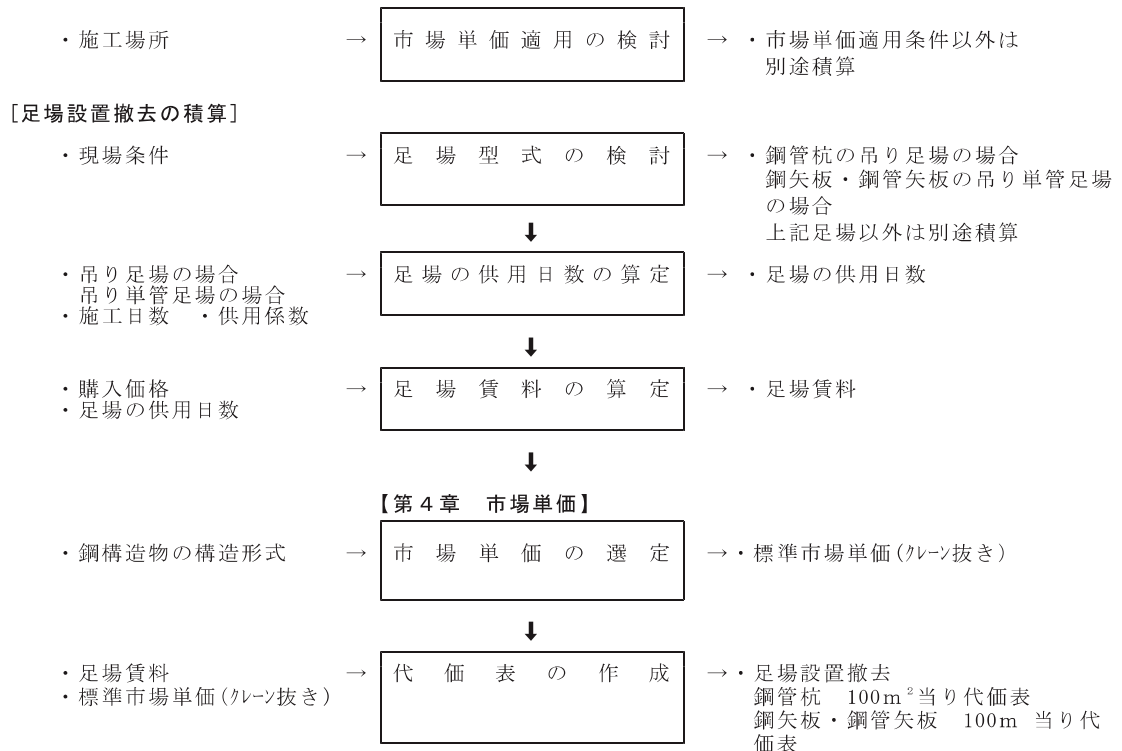 ・施工場所 → 市場単価適用の検討 → ・市場単価適用条件以外は
別途積算
[足場設置撤去の積算]
・現場条件 → 足場型式の検討 → ・鋼管杭の吊り足場の場合
鋼矢板・鋼管矢板の吊り単管足場
の場合
上記足場以外は別途積算
⬇
・吊り足場の場合 → 足場の供用日数の算定 → ・足場の供用日数
吊り単管足場の場合
・施工日数 ・供用係数
⬇
・購入価格 → 足場賃料の算定 → ・足場賃料
・足場の供用日数
⬇
【第4章 市場単価】
・鋼構造物の構造形式 → 市場単価の選定 →・標準市場単価(ｸﾚｰﾝ抜き)
⬇
・足場賃料 → 代価表の作成 →・足場設置撤去
・標準市場単価(ｸﾚｰﾝ抜き)
鋼管杭 100m²当り代価表
鋼矢板・鋼管矢板 100m 当り代
価表